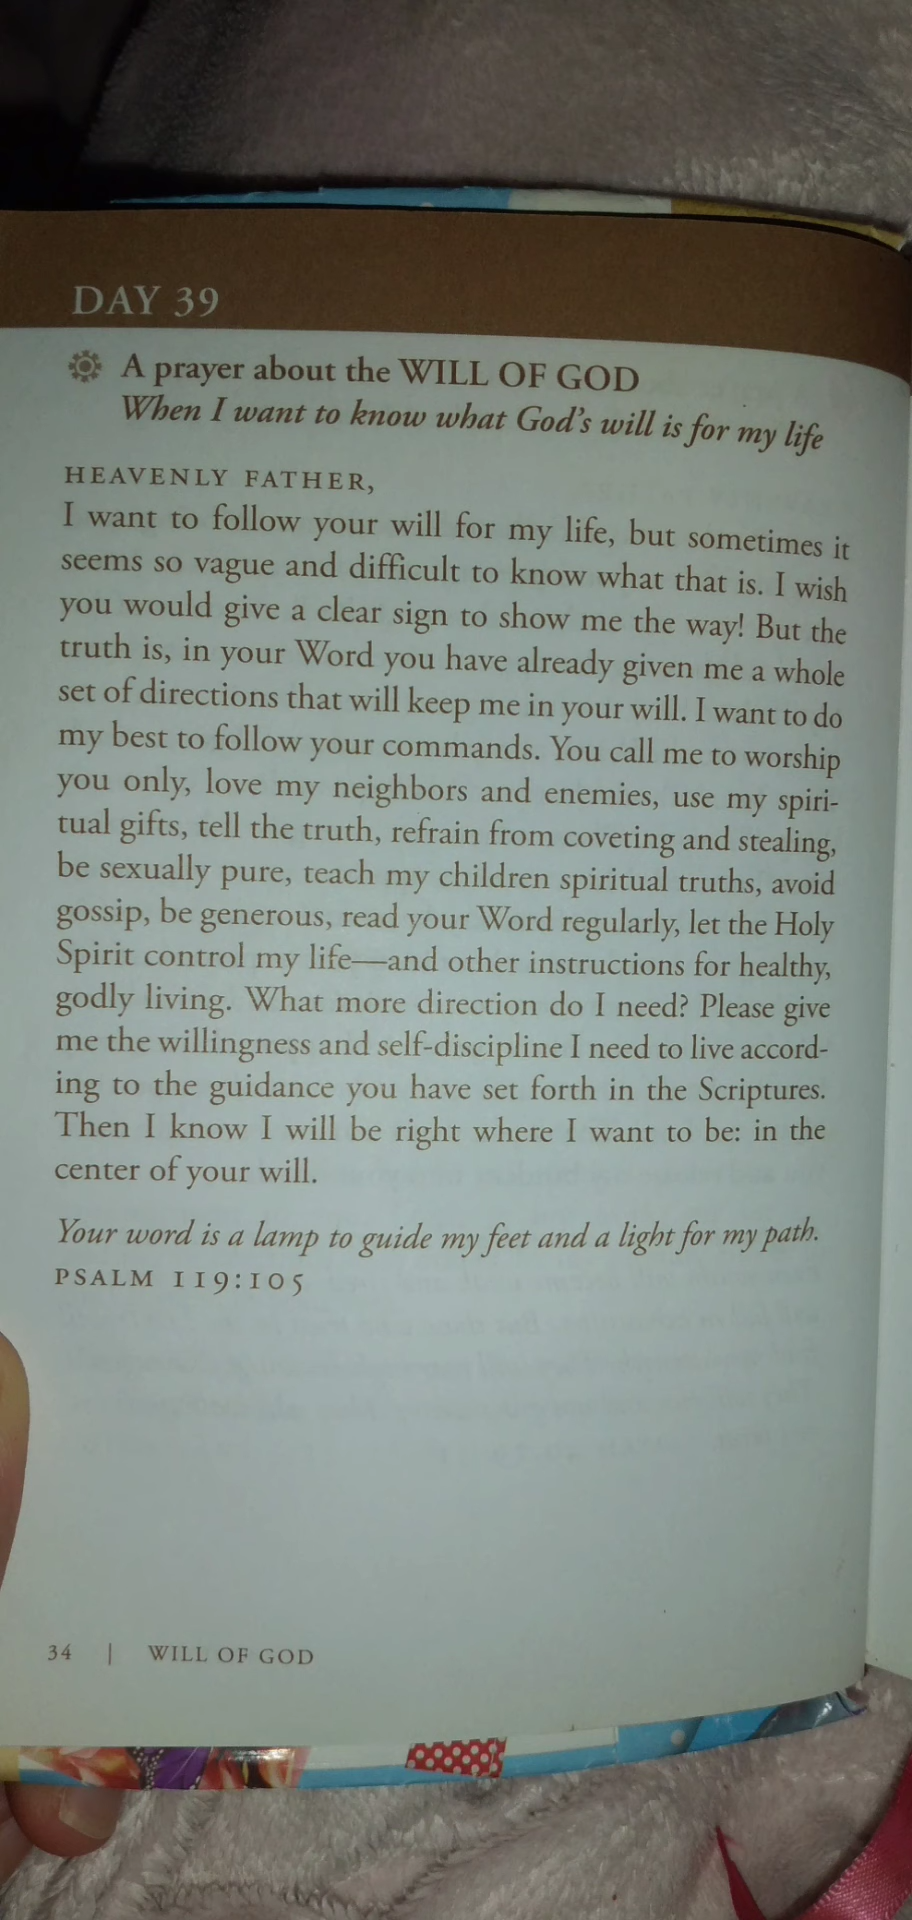 DAY 39
A prayer about the WILL OF GOD
When I want to know what God's will is for my life
HEAVENLY FATHER,
I want to follow your will for my life, but sometimes it
seems so vague and difficult to know what that is. I wish
you would give a clear sign to show me the way! But the
truth is, in your Word you have already given me a whole
set of directions that will keep me in your will. I want to do
my best to follow your commands. You call me to worship
you only, love my neighbors and enemies, use my spiri-
tual gifts, tell the truth, refrain from coveting and stealing,
be sexually pure, teach my children spiritual truths, avoid
gossip, be generous, read your Word regularly, let the Holy
Spirit control my life—and other instructions for healthy,
godly living. What more direction do I need? Please give
me the willingness and self-discipline I need to live accord-
ing to the guidance you have set forth in the Scriptures.
Then I know I will be right where I want to be: in the
center of your will.
Your word is a lamp to guide my feet and a light for my path.
PSALM 119:105
34 | WILL OF GOD